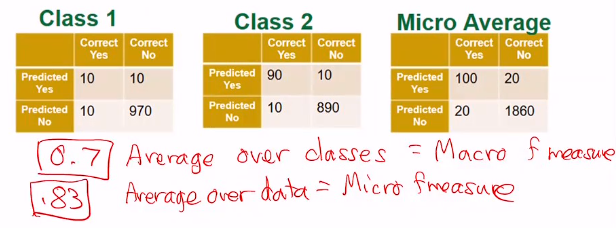 Class 1 Class 2 Micro Average
Correct Yes Correct No
Predicted Yes 10 10
Predicted No 10 970
Correct Yes Correct No
Predicted Yes 90 10
Predicted No 10 890
Correct Yes Correct No
Predicted Yes 100 20
Predicted No 20 1860
0.7 Average over classes = Macro f measure
.83 Average over data = Micro f measure